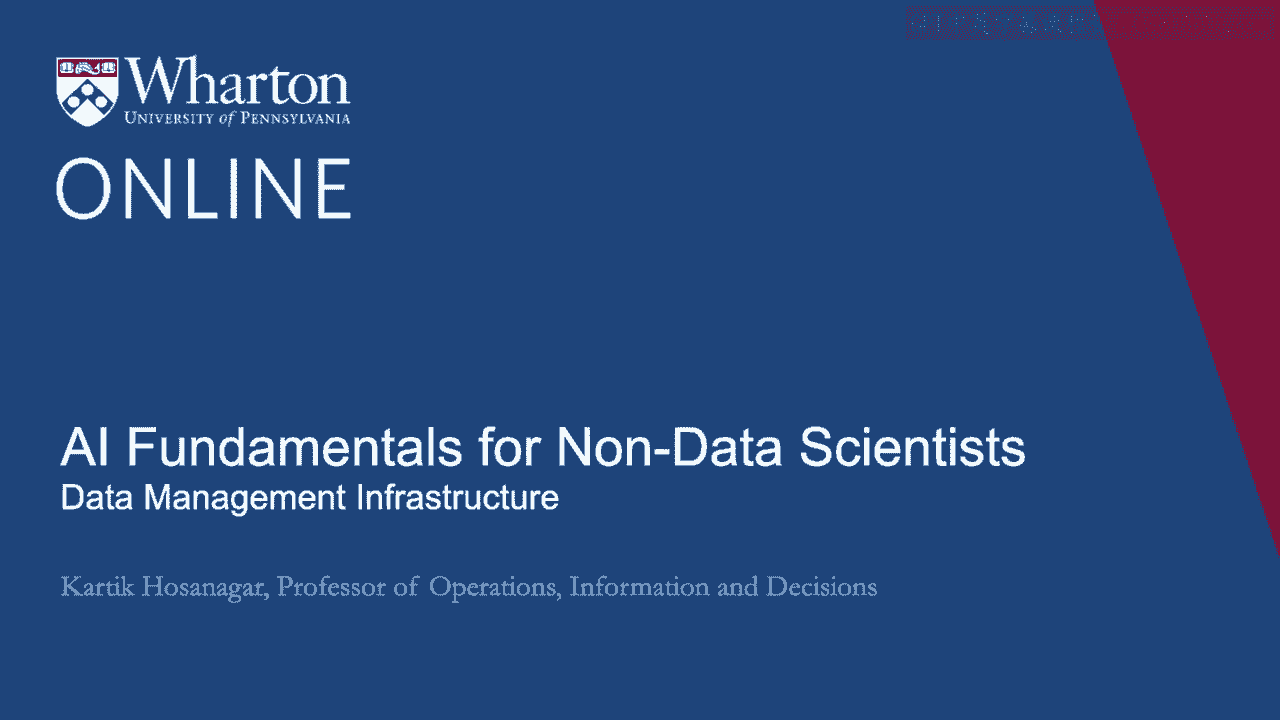 Wharton
UNIVERSITY of PENNSYLVANIA
ONLINE
AI Fundamentals for Non-Data Scientists
Data Management Infrastructure
Kartik Hosanagar, Professor of Operations, Information and Decisions